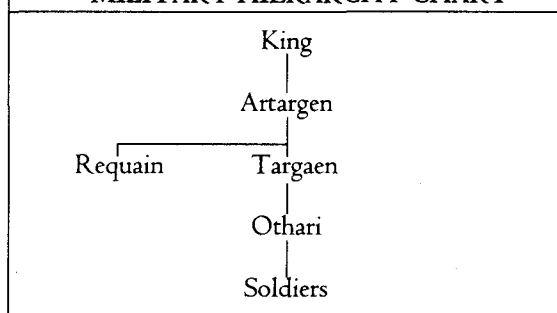 MILITARY HIERARCHY CHART
King
Artargen
Requain Targaen
Othari
Soldiers